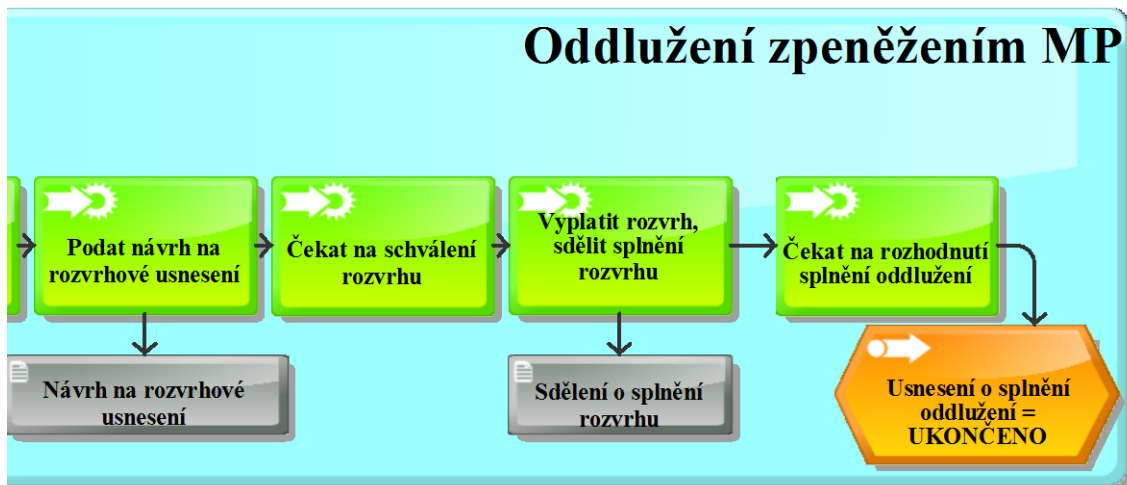 Oddlužení zpeněžením MP
Podat návrh na
rozvrhové usnesení
Čekat na schválení
rozvrhu
Vyplatit rozvrh,
sdělit splnění
rozvrhu
Čekat na rozhodnutí
splnění oddlužení
Návrh na rozvrhové
usnesení
Sdělení o splnění
rozvrhu
Usnesení o splnění
oddlužení =
UKONČENO